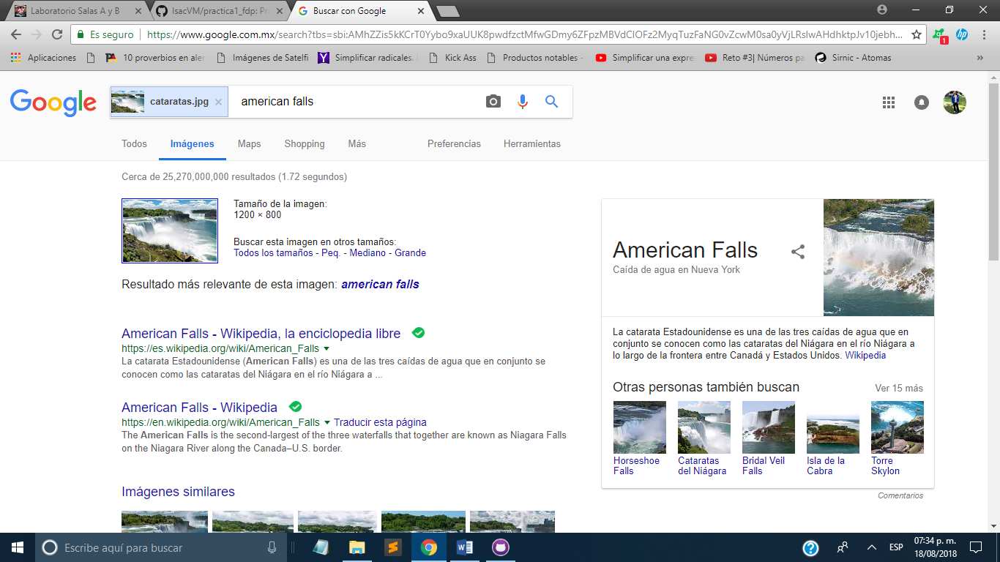 Laboratorio Salas A y B
IsacVM/practica1_fdp: Pr
Buscar con Google
Es seguro
https://www.google.com.mx/search?tbs=sbi:
Aplicaciones
10 proverbios en alem
Imágenes de Satelfi
Simplificar radicales.
Kick Ass
Productos notables -
Simplificar una expre
Reto #3| Números pa
Sirnic - Atomas
»
Google
cataratas.jpg
american falls
Todos
Imágenes
Maps
Shopping
Más
Preferencias
Herramientas
Cerca de 25,270,000,000 resultados (1.72 segundos)
Tamaño de la imagen:
1200 × 800
Buscar esta imagen en otros tamaños:
Todos los tamaños - Peq. - Mediano - Grande
Resultado más relevante de esta imagen: american falls
American Falls - Wikipedia, la enciclopedia libre
https://es.wikipedia.org/wiki/American_Falls
La catarata Estadounidense (American Falls) es una de las tres caídas de agua que en conjunto se
conocen como las cataratas del Niágara en el río Niágara a ...
American Falls - Wikipedia
https://en.wikipedia.org/wiki/American_Falls Traducir esta página
The American Falls is the second-largest of the three waterfalls that together are known as Niagara Falls
on the Niagara River along the Canada–U.S. border.
Imágenes similares
American Falls
Caída de agua en Nueva York
La catarata Estadounidense es una de las tres caídas de agua que en
conjunto se conocen como las cataratas del Niágara en el río Niágara a
lo largo de la frontera entre Canadá y Estados Unidos. Wikipedia
Otras personas también buscan
Ver 15 más
Horseshoe
Falls
Cataratas
del Niágara
Bridal Veil
Falls
Isla de la
Cabra
Torre
Skylon
Comentarios
Escribe aquí para buscar
ESP
07:34 p. m.
18/08/2018